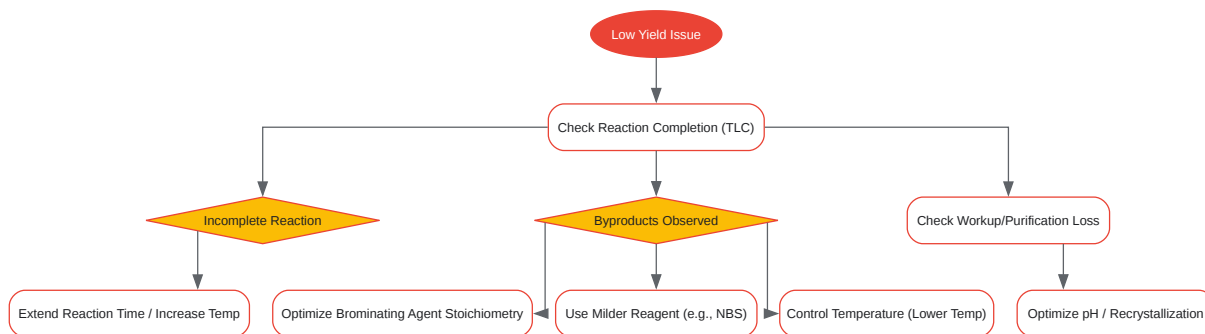 Low Yield Issue
Check Reaction Completion (TLC)
Incomplete Reaction
Byproducts Observed
Check Workup/Purification Loss
Extend Reaction Time / Increase Temp
Optimize Brominating Agent Stoichiometry
Use Milder Reagent (e.g., NBS)
Control Temperature (Lower Temp)
Optimize pH / Recrystallization